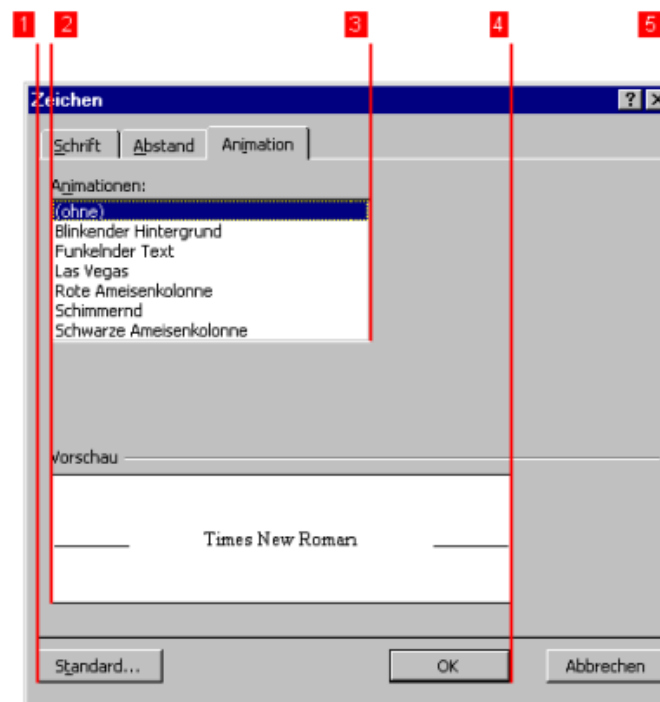 1 2 3 4 5
Zeichen
Schrift Abstand Animation
Animationen:
(ohne)
Blinkender Hintergrund
Funkelnder Text
Las Vegas
Rote Ameisenkolonne
Schimmernd
Schwarze Ameisenkolonne
Vorschau
Times New Roman
Standard... OK Abbrechen